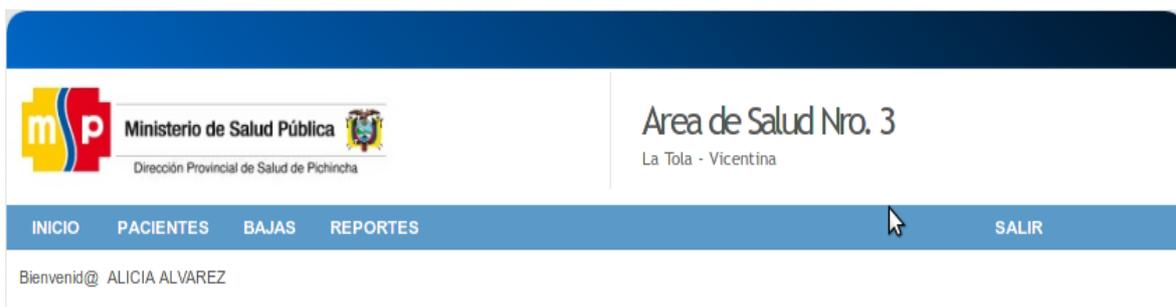 msp
Ministerio de Salud Pública
Dirección Provincial de Salud de Pichincha
Area de Salud Nro. 3
La Tola - Vicentina
INICIO PACIENTES BAJAS REPORTES SALIR
Bienvenid@ ALICIA ALVAREZ